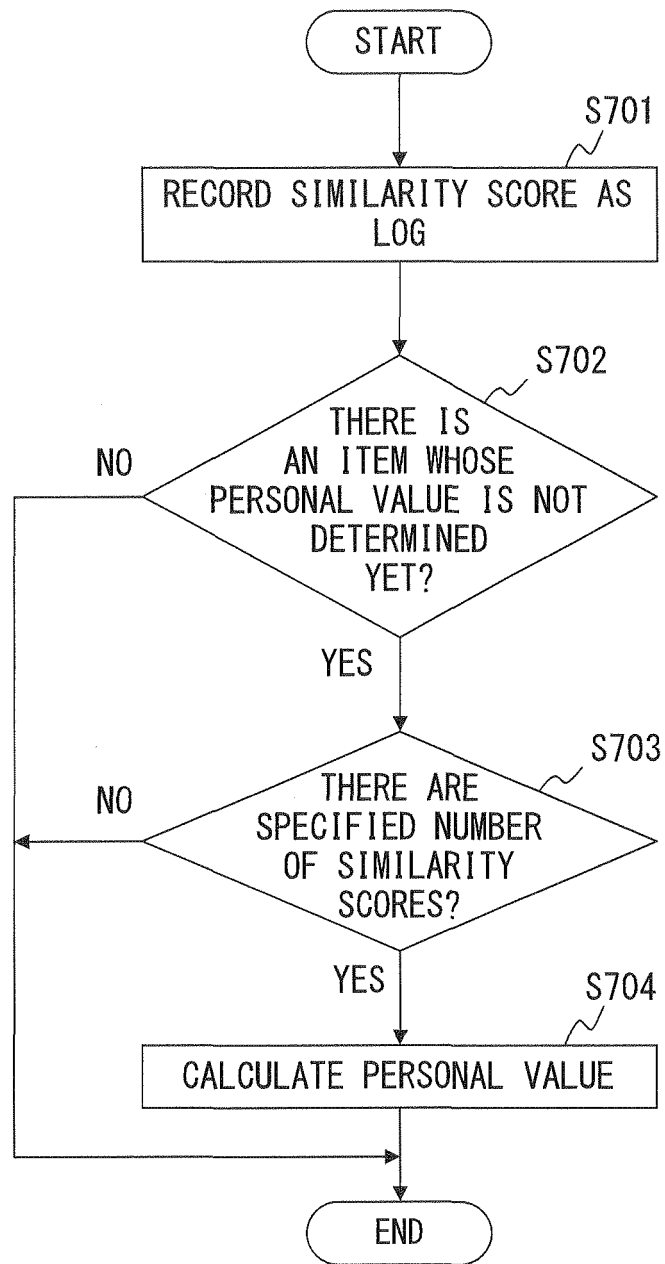 START
S701
RECORD SIMILARITY SCORE AS
LOG
S702
THERE IS
AN ITEM WHOSE
PERSONAL VALUE IS NOT
DETERMINED
YET?
NO
YES
S703
THERE ARE
SPECIFIED NUMBER
OF SIMILARITY
SCORES?
NO
YES
S704
CALCULATE PERSONAL VALUE
END